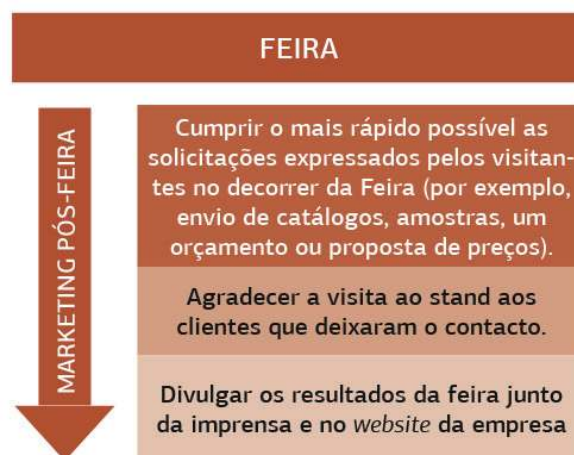 FEIRA
MARKETING PÓS-FEIRA
Cumprir o mais rápido possível as
solicitações expressados pelos visitan-
tes no decorrer da Feira (por exemplo,
envio de catálogos, amostras, um
orçamento ou proposta de preços).
Agradecer a visita ao stand aos
clientes que deixaram o contacto.
Divulgar os resultados da feira junto
da imprensa e no website da empresa